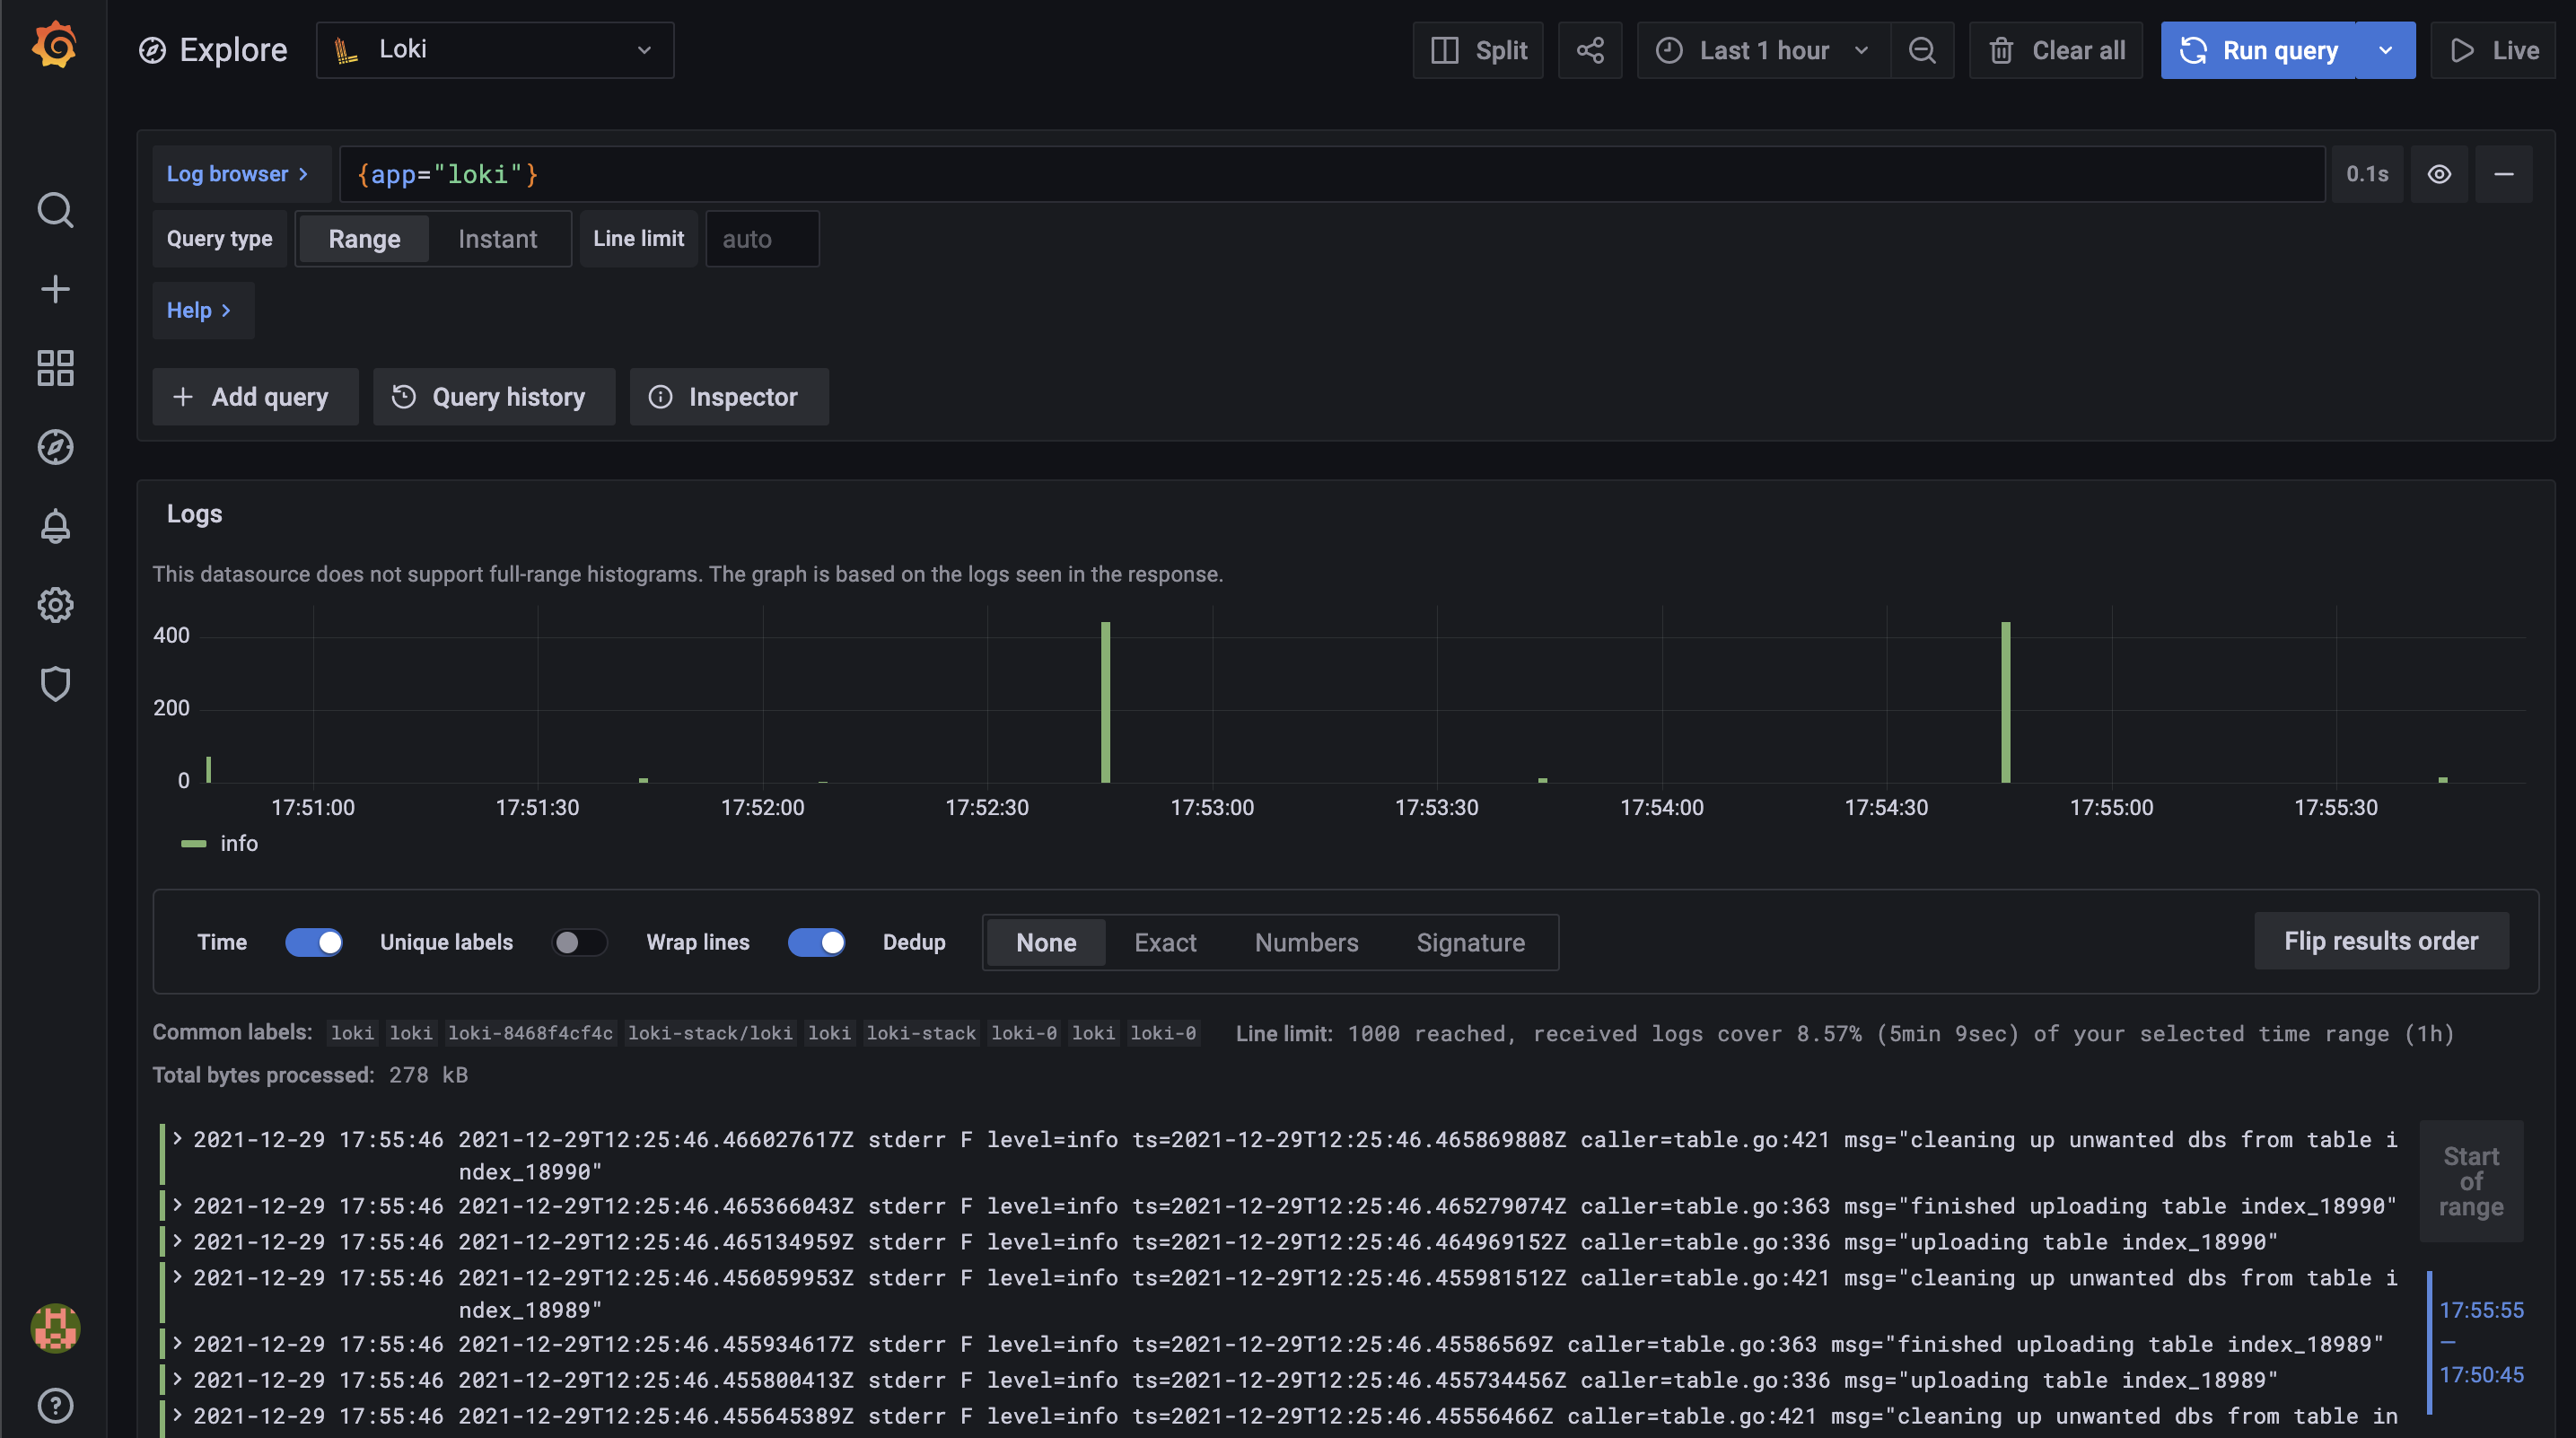 Explore Loki Split Last 1 hour Clear all Run query Live
Log browser > {app="loki"} 0.1s
Query type Range Instant Line limit auto
Help >
+ Add query Query history Inspector
Logs
This datasource does not support full-range histograms. The graph is based on the logs seen in the response.
400
200
0
17:51:00 17:51:30 17:52:00 17:52:30 17:53:00 17:53:30 17:54:00 17:54:30 17:55:00 17:55:30
info
Time Unique labels Wrap lines Dedup None Exact Numbers Signature Flip results order
Common labels: loki loki loki-8468f4cf4c loki-stack/loki loki loki-stack loki-0 loki loki-0 Line limit: 1000 reached, received logs cover 8.57% (5min 9sec) of your selected time range (1h)
Total bytes processed: 278 kB
> 2021-12-29 17:55:46 2021-12-29T12:25:46.466027617Z stderr F level=info ts=2021-12-29T12:25:46.465869808Z caller=table.go:421 msg="cleaning up unwanted dbs from table i
ndex_18990"
> 2021-12-29 17:55:46 2021-12-29T12:25:46.465366043Z stderr F level=info ts=2021-12-29T12:25:46.465279074Z caller=table.go:363 msg="finished uploading table index_18990"
> 2021-12-29 17:55:46 2021-12-29T12:25:46.465134959Z stderr F level=info ts=2021-12-29T12:25:46.464969152Z caller=table.go:336 msg="uploading table index_18990"
> 2021-12-29 17:55:46 2021-12-29T12:25:46.456059953Z stderr F level=info ts=2021-12-29T12:25:46.455981512Z caller=table.go:421 msg="cleaning up unwanted dbs from table i
ndex_18989"
> 2021-12-29 17:55:46 2021-12-29T12:25:46.455934617Z stderr F level=info ts=2021-12-29T12:25:46.45586569Z caller=table.go:363 msg="finished uploading table index_18989"
> 2021-12-29 17:55:46 2021-12-29T12:25:46.455800413Z stderr F level=info ts=2021-12-29T12:25:46.455734456Z caller=table.go:336 msg="uploading table index_18989"
> 2021-12-29 17:55:46 2021-12-29T12:25:46.455645389Z stderr F level=info ts=2021-12-29T12:25:46.45556466Z caller=table.go:421 msg="cleaning up unwanted dbs from table in
Start
of
range
17:55:55
—
17:50:45